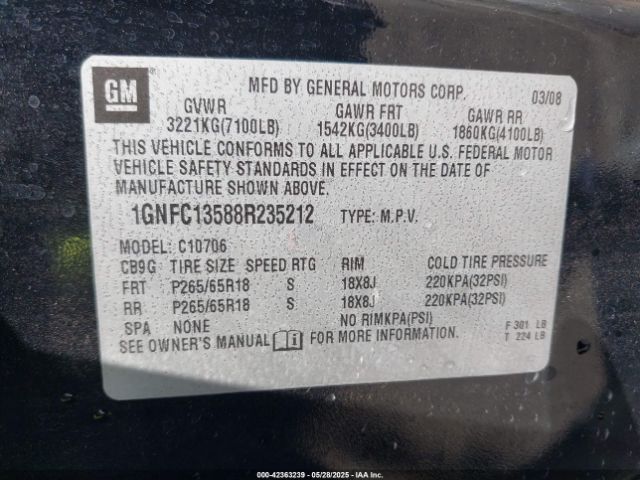 GM
MFD BY GENERAL MOTORS CORP. 03/08
GVWR GAWR FRT GAWR RR
3221KG(7100LB) 1542KG(3400LB) 1860KG(4100LB)
THIS VEHICLE CONFORMS TO ALL APPLICABLE U.S. FEDERAL MOTOR
VEHICLE SAFETY STANDARDS IN EFFECT ON THE DATE OF
MANUFACTURE SHOWN ABOVE.
1GNFC13588R235212 TYPE: M.P.V.
MODEL: C10706
CB9G TIRE SIZE SPEED RTG RIM COLD TIRE PRESSURE
FRT P265/65R18 S 18X8J 220KPA(32PSI)
RR P265/65R18 S 18X8J 220KPA(32PSI)
SPA NONE NO RIMKPA(PSI)
SEE OWNER'S MANUAL FOR MORE INFORMATION.
F 301 LB
T 224 LB
000-42363239 - 05/28/2025 - IAA Inc.